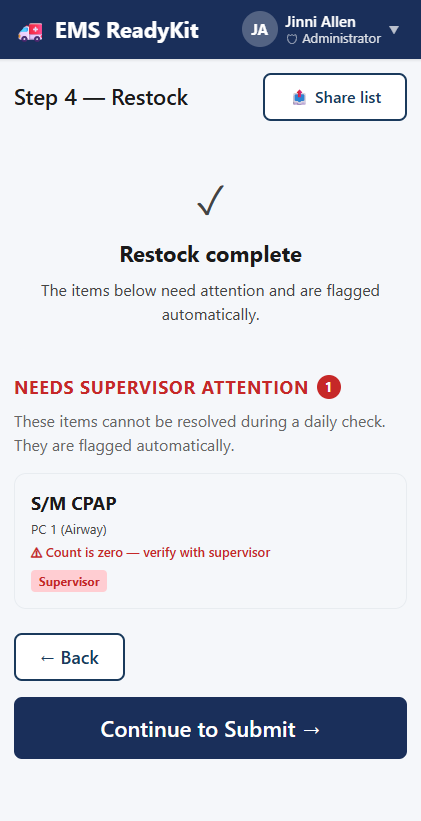 EMS ReadyKit
JA
Jinni Allen
Administrator
Step 4 — Restock
Share list
Restock complete
The items below need attention and are flagged
automatically.
NEEDS SUPERVISOR ATTENTION 1
These items cannot be resolved during a daily check.
They are flagged automatically.
S/M CPAP
PC 1 (Airway)
⚠ Count is zero — verify with supervisor
Supervisor
← Back
Continue to Submit →